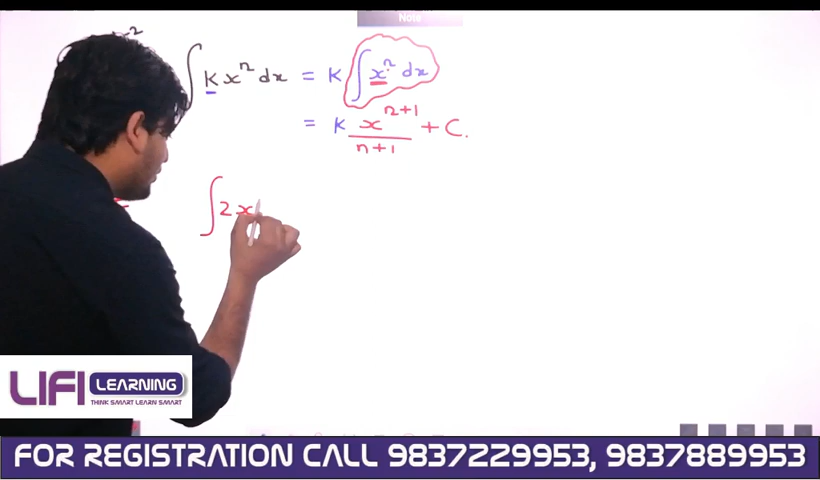 Note
∫ k xⁿ dx = K ∫ xⁿ dx
= K x^(n+1)/(n+1) + C.
∫ 2x
LIFI
LEARNING
THINK SMART LEARN SMART
FOR REGISTRATION CALL 9837229953, 9837889953